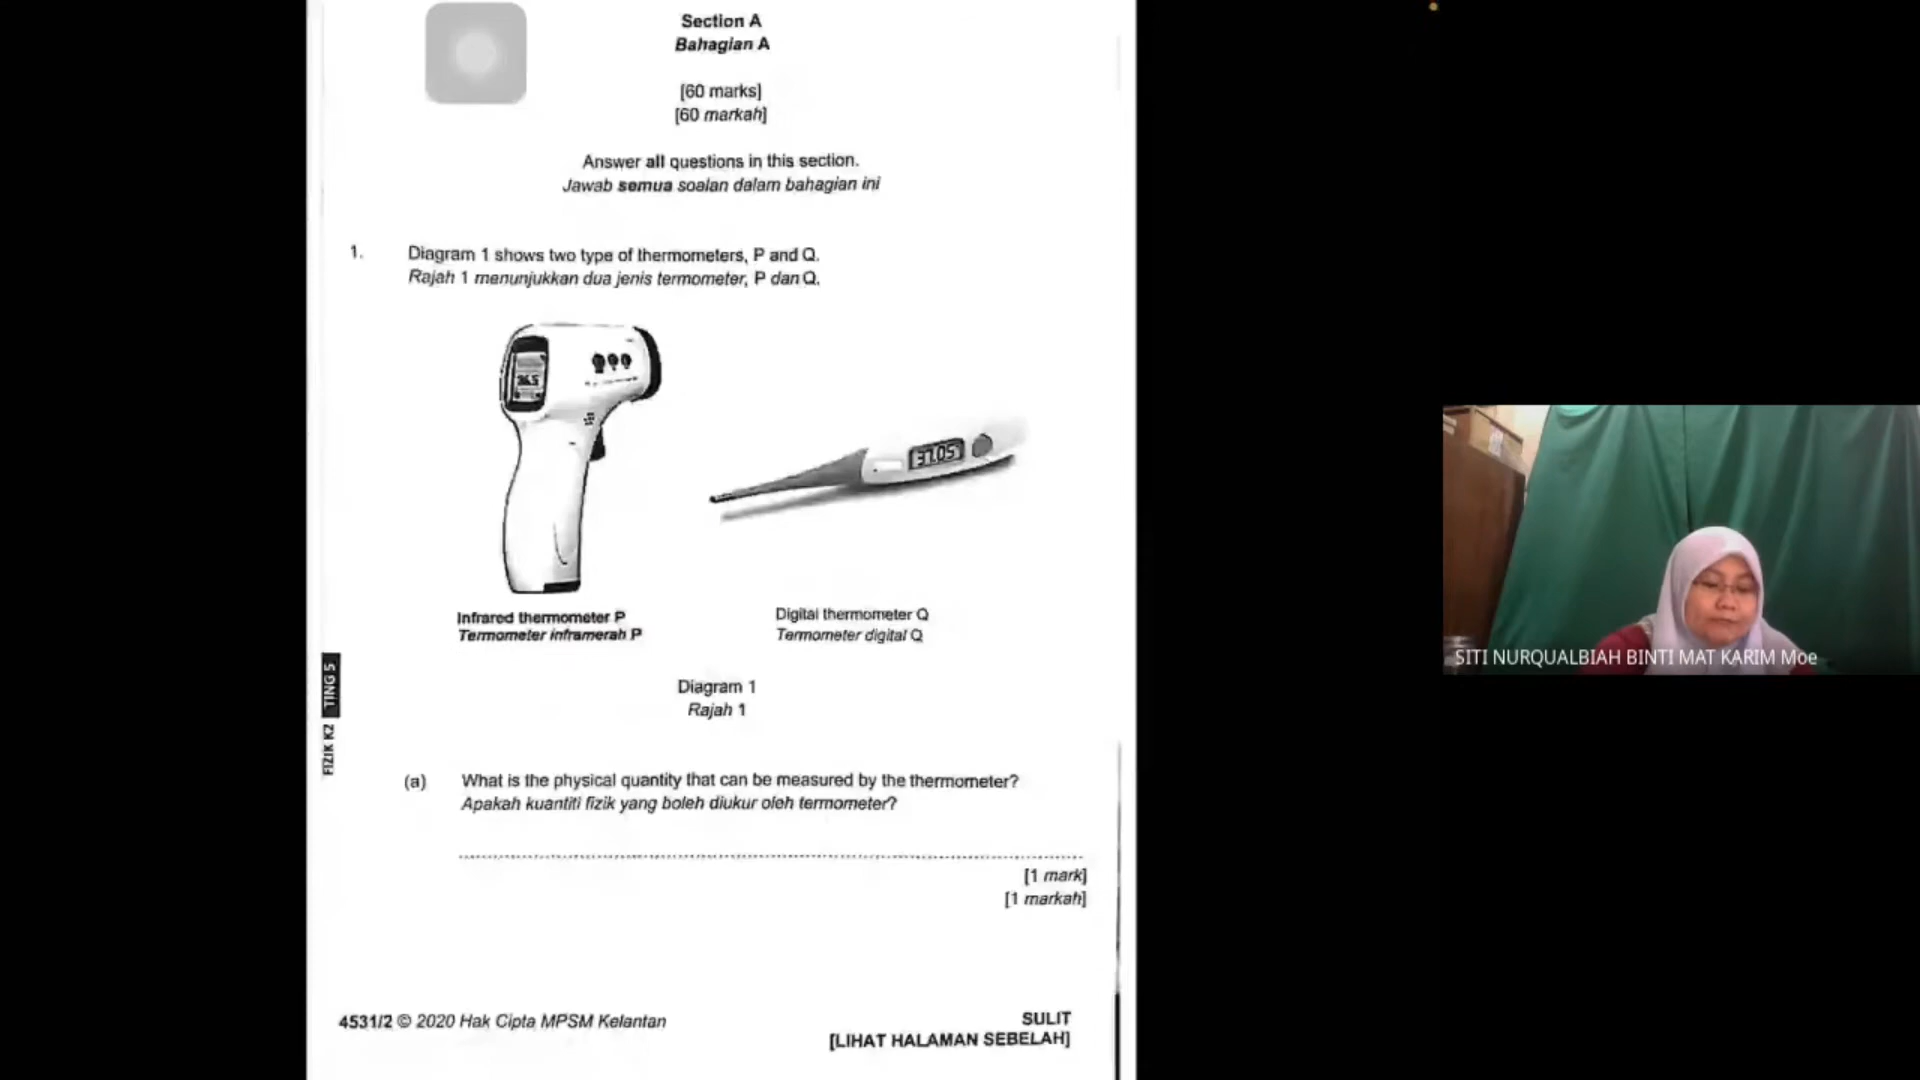 Section A
Bahagian A
[60 marks]
[60 markah]
Answer all questions in this section.
Jawab semua soalan dalam bahagian ini
1. Diagram 1 shows two type of thermometers, P and Q.
Rajah 1 menunjukkan dua jenis termometer, P dan Q.
36.5
37.05
Infrared thermometer P
Termometer inframerah P
Digital thermometer Q
Termometer digital Q
Diagram 1
Rajah 1
FIZIK K2 TING 5
(a) What is the physical quantity that can be measured by the thermometer?
Apakah kuantiti fizik yang boleh diukur oleh termometer?
[1 mark]
[1 markah]
4531/2 © 2020 Hak Cipta MPSM Kelantan
SULIT
[LIHAT HALAMAN SEBELAH]
SITI NURQUALBIAH BINTI MAT KARIM Moe